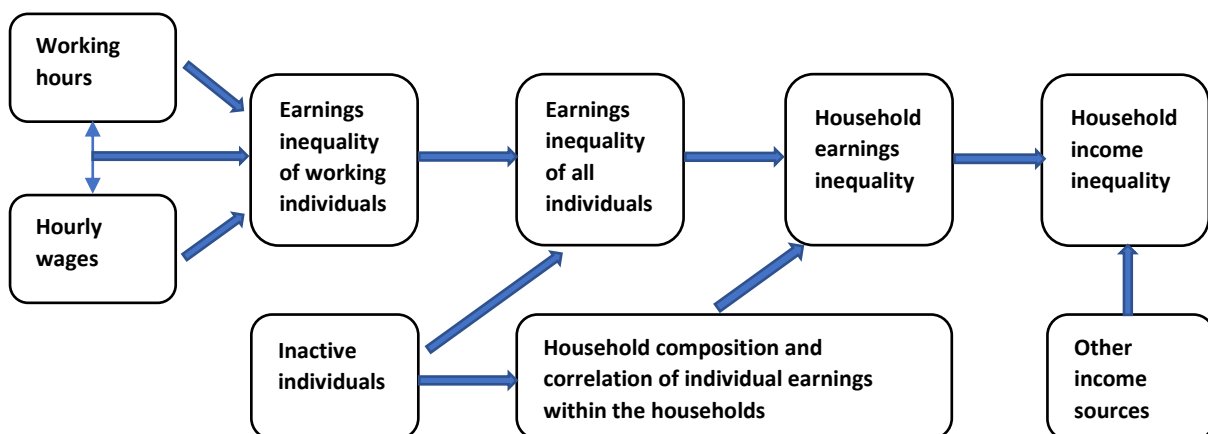 Working
hours
Hourly
wages
Earnings
inequality
of working
individuals
Earnings
inequality
of all
individuals
Household
earnings
inequality
Household
income
inequality
Inactive
individuals
Household composition and
correlation of individual earnings
within the households
Other
income
sources